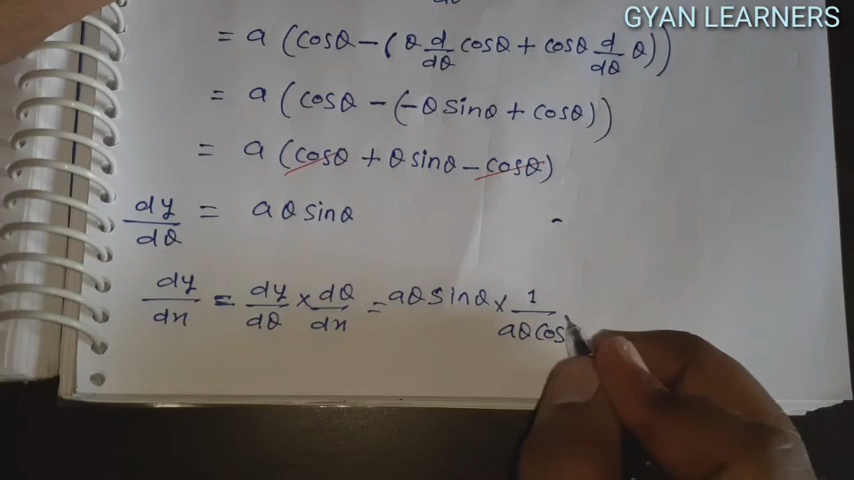 GYAN LEARNERS
= a (cosθ - (θ d/dθ cosθ + cosθ d/dθ θ))
= a (cosθ - (-θ sinθ + cosθ))
= a (cosθ + θ sinθ - cosθ)
dy/dθ = aθ sinθ
dy/dx = dy/dθ × dθ/dx = aθ sinθ × 1/aθ cos